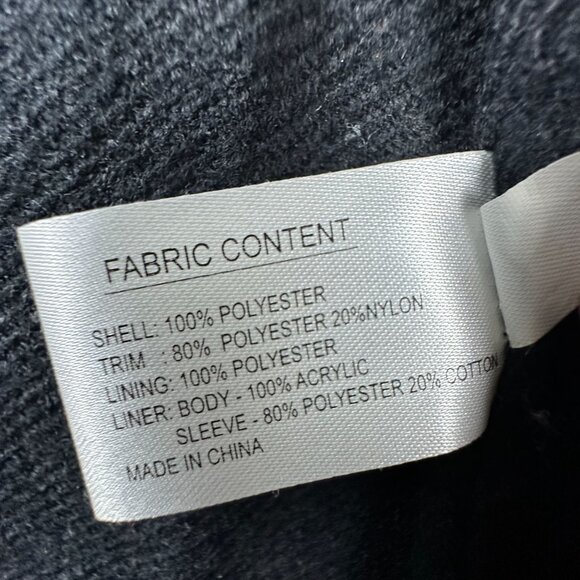 FABRIC CONTENT
SHELL: 100% POLYESTER
TRIM : 80% POLYESTER 20%NYLON
LINING: 100% POLYESTER
LINER: BODY - 100% ACRYLIC
SLEEVE - 80% POLYESTER 20% COTTON
MADE IN CHINA